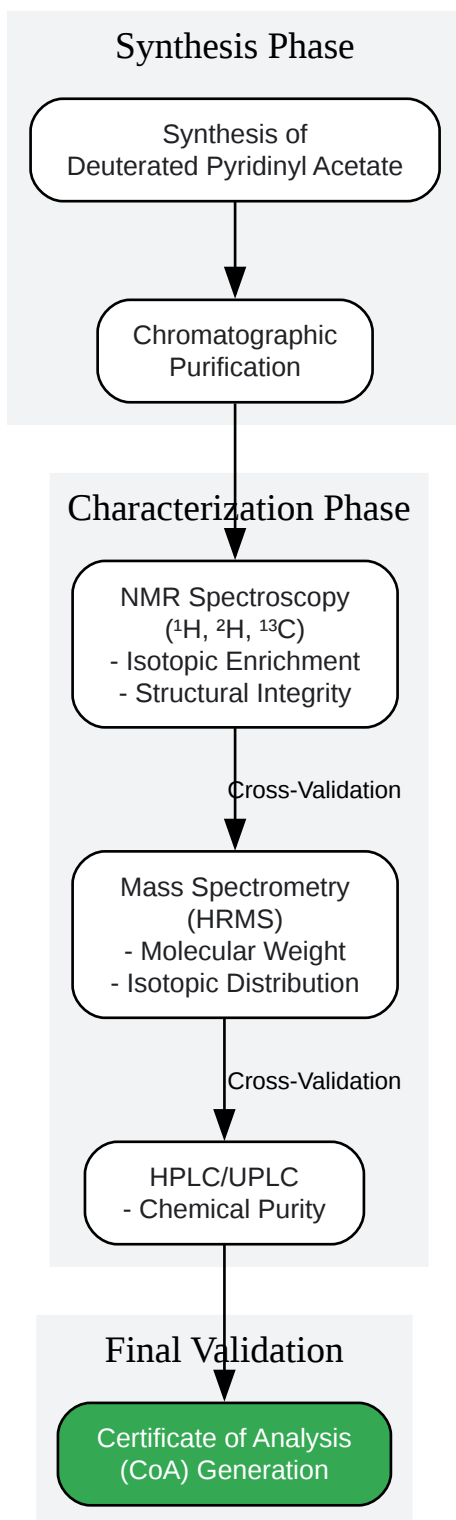 Synthesis Phase
Synthesis of
Deuterated Pyridinyl Acetate
Chromatographic
Purification
Characterization Phase
NMR Spectroscopy
(¹H, ²H, ¹³C)
- Isotopic Enrichment
- Structural Integrity
Cross-Validation
Mass Spectrometry
(HRMS)
- Molecular Weight
- Isotopic Distribution
Cross-Validation
HPLC/UPLC
- Chemical Purity
Final Validation
Certificate of Analysis
(CoA) Generation